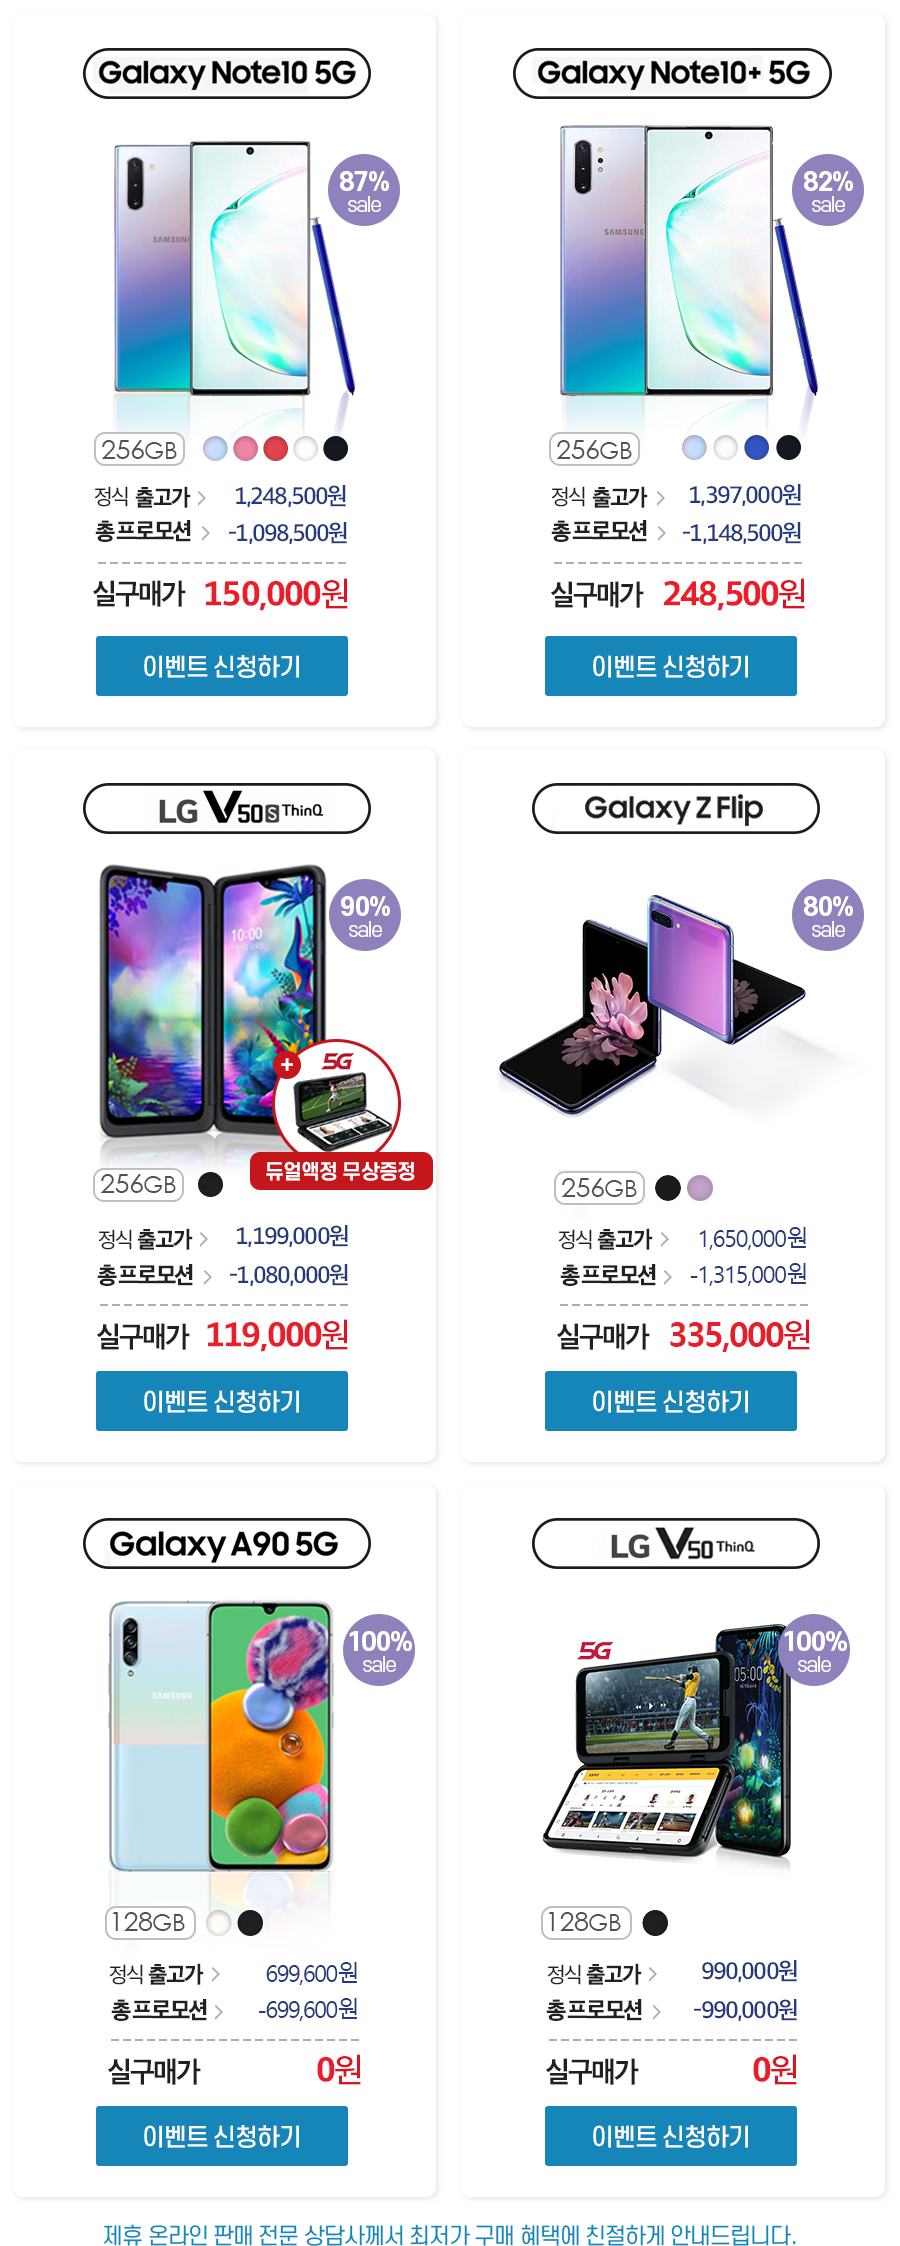 Galaxy Note10 5G
87%
sale
SAMSUNG
256GB
정식 출고가 > 1,248,500원
총프로모션 > -1,098,500원
실구매가 150,000원
이벤트 신청하기
Galaxy Note10+ 5G
82%
sale
SAMSUNG
256GB
정식 출고가 > 1,397,000원
총프로모션 > -1,148,500원
실구매가 248,500원
이벤트 신청하기
LG V50S ThinQ
90%
sale
10:00
+
5G
듀얼액정 무상증정
256GB
정식 출고가 > 1,199,000원
총프로모션 > -1,080,000원
실구매가 119,000원
이벤트 신청하기
Galaxy Z Flip
80%
sale
256GB
정식 출고가 > 1,650,000원
총프로모션 > -1,315,000원
실구매가 335,000원
이벤트 신청하기
Galaxy A90 5G
100%
sale
SAMSUNG
128GB
정식 출고가 > 699,600원
총프로모션 > -699,600원
실구매가 0원
이벤트 신청하기
LG V50 ThinQ
100%
sale
5G
05:00
128GB
정식 출고가 > 990,000원
총프로모션 > -990,000원
실구매가 0원
이벤트 신청하기
제휴 온라인 판매 전문 상담사께서 최저가 구매 혜택에 친절하게 안내드립니다.